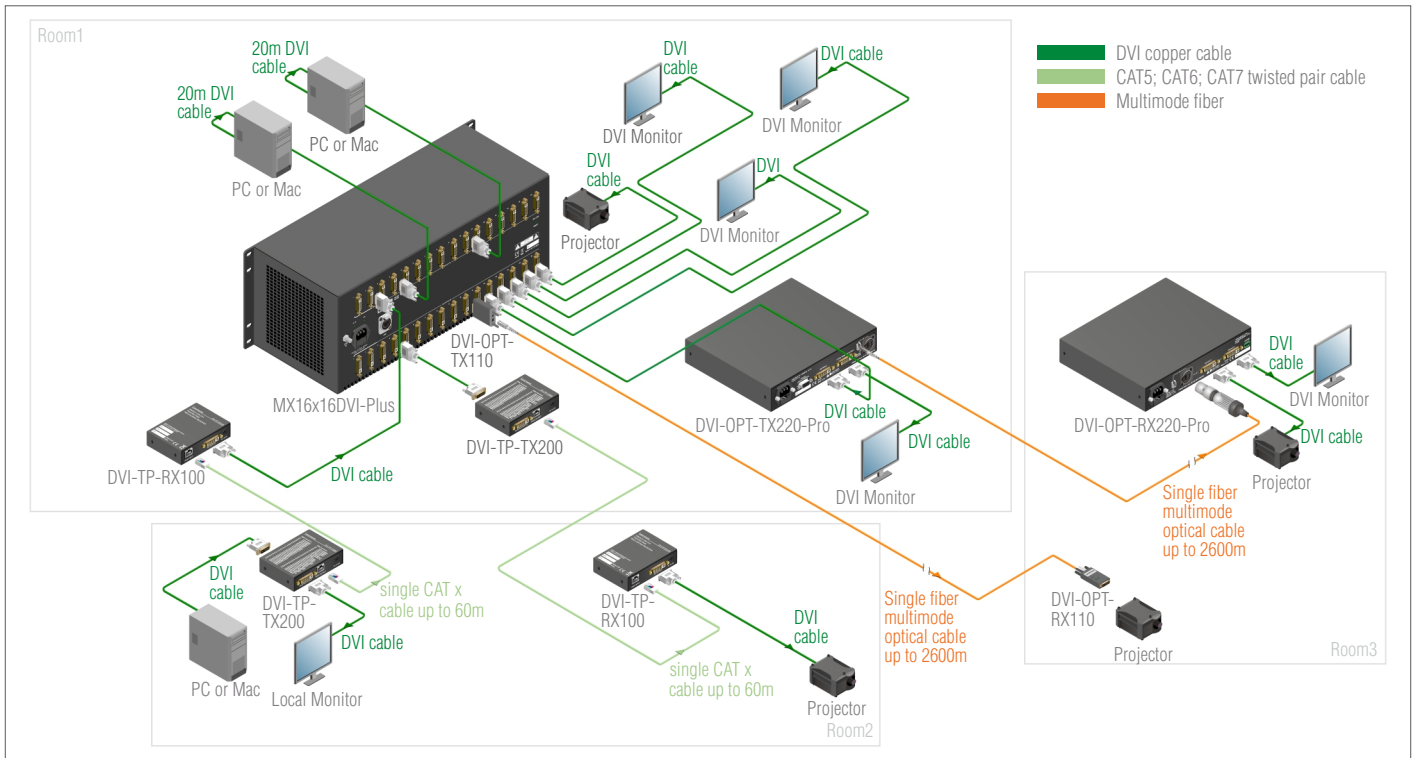 Room1
20m DVI
cable
20m DVI
cable
PC or Mac
PC or Mac
DVI
cable
DVI Monitor
DVI cable
DVI Monitor
DVI
cable
Projector
DVI
DVI Monitor
DVI copper cable
CAT5; CAT6; CAT7 twisted pair cable
Multimode fiber
MX16x16DVI-Plus
DVI-OPT-
TX110
DVI-TP-TX200
DVI-TP-RX100
DVI cable
DVI-OPT-TX220-Pro
DVI cable
DVI cable
DVI Monitor
DVI-OPT-RX220-Pro
DVI
cable
DVI Monitor
DVI cable
Projector
Single fiber
multimode
optical cable
up to 2600m
DVI
cable
DVI-TP-
TX200
single CAT x
cable up to 60m
DVI cable
PC or Mac
Local Monitor
DVI-TP-
RX100
single CAT x
cable up to 60m
DVI
cable
Projector
Room2
Single fiber
multimode
optical cable
up to 2600m
DVI-OPT-
RX110
Projector
Room3